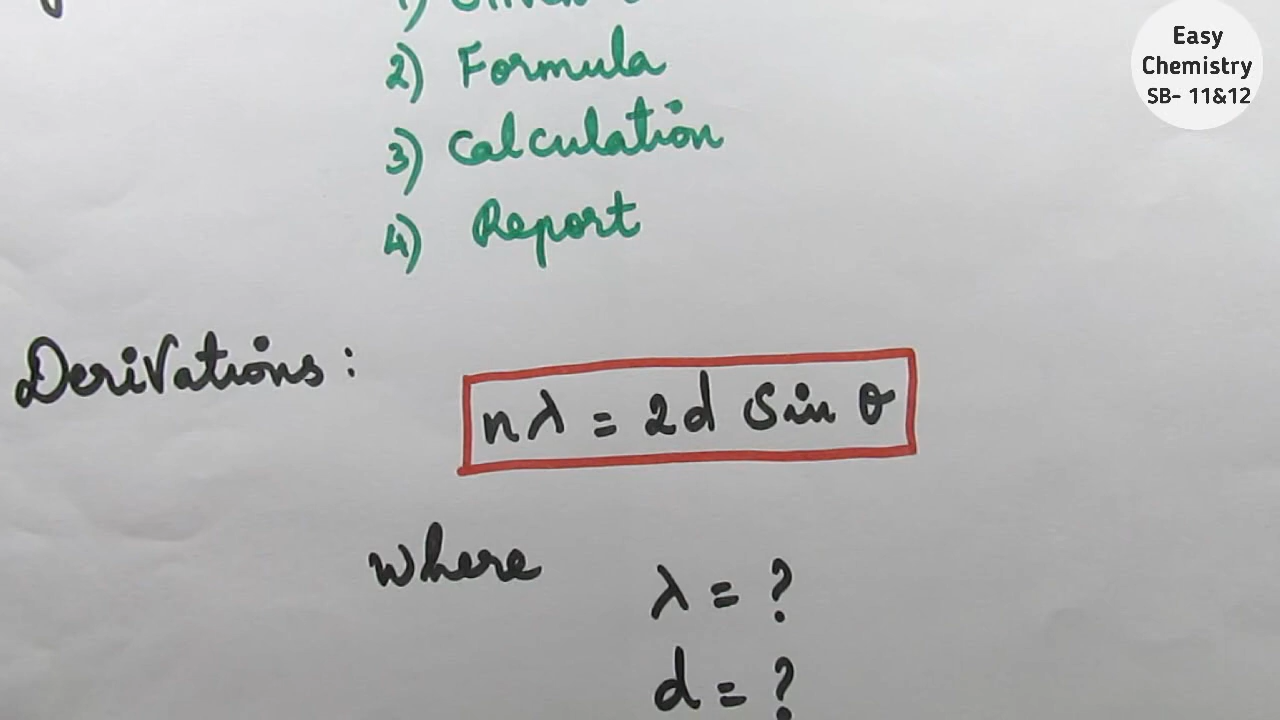 2) Formula
3) Calculation
4) Report
Derivations:
nλ = 2d Sin θ
Where
λ = ?
d = ?
Easy
Chemistry
SB- 11&12